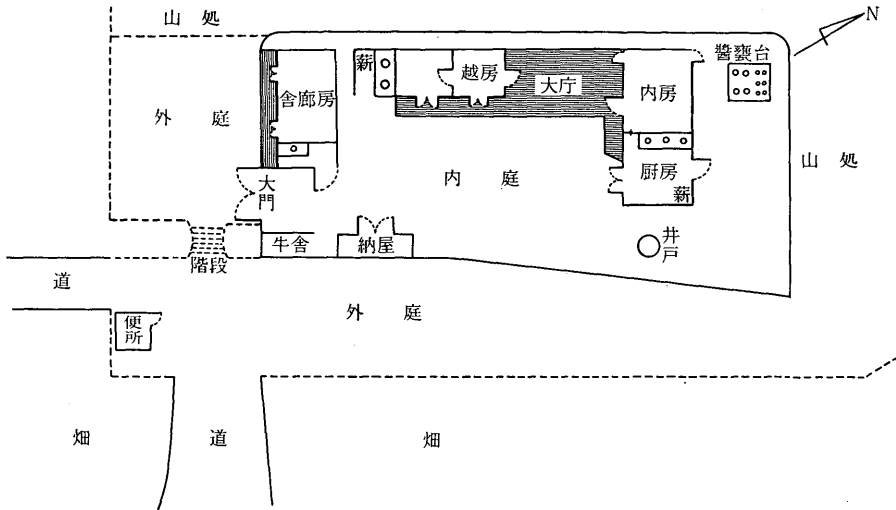 山処
N
薪
越房
大庁
醬甕台
舎廊房
内房
外庭
山処
大門
内庭
厨房
薪
牛舎
納屋
井戸
階段
道
外庭
便所
畑
道
畑